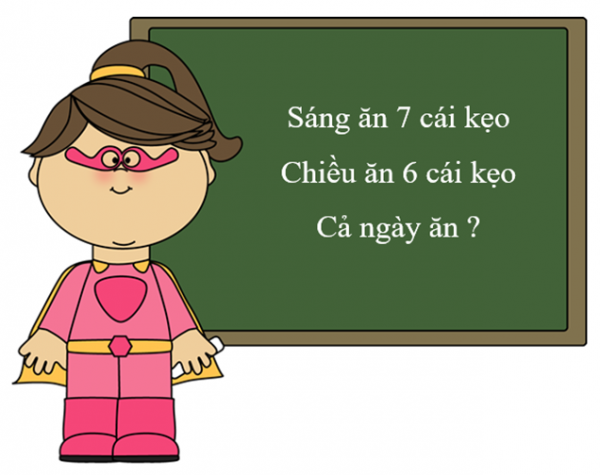 Sáng ăn 7 cái kẹo
Chiều ăn 6 cái kẹo
Cả ngày ăn ?